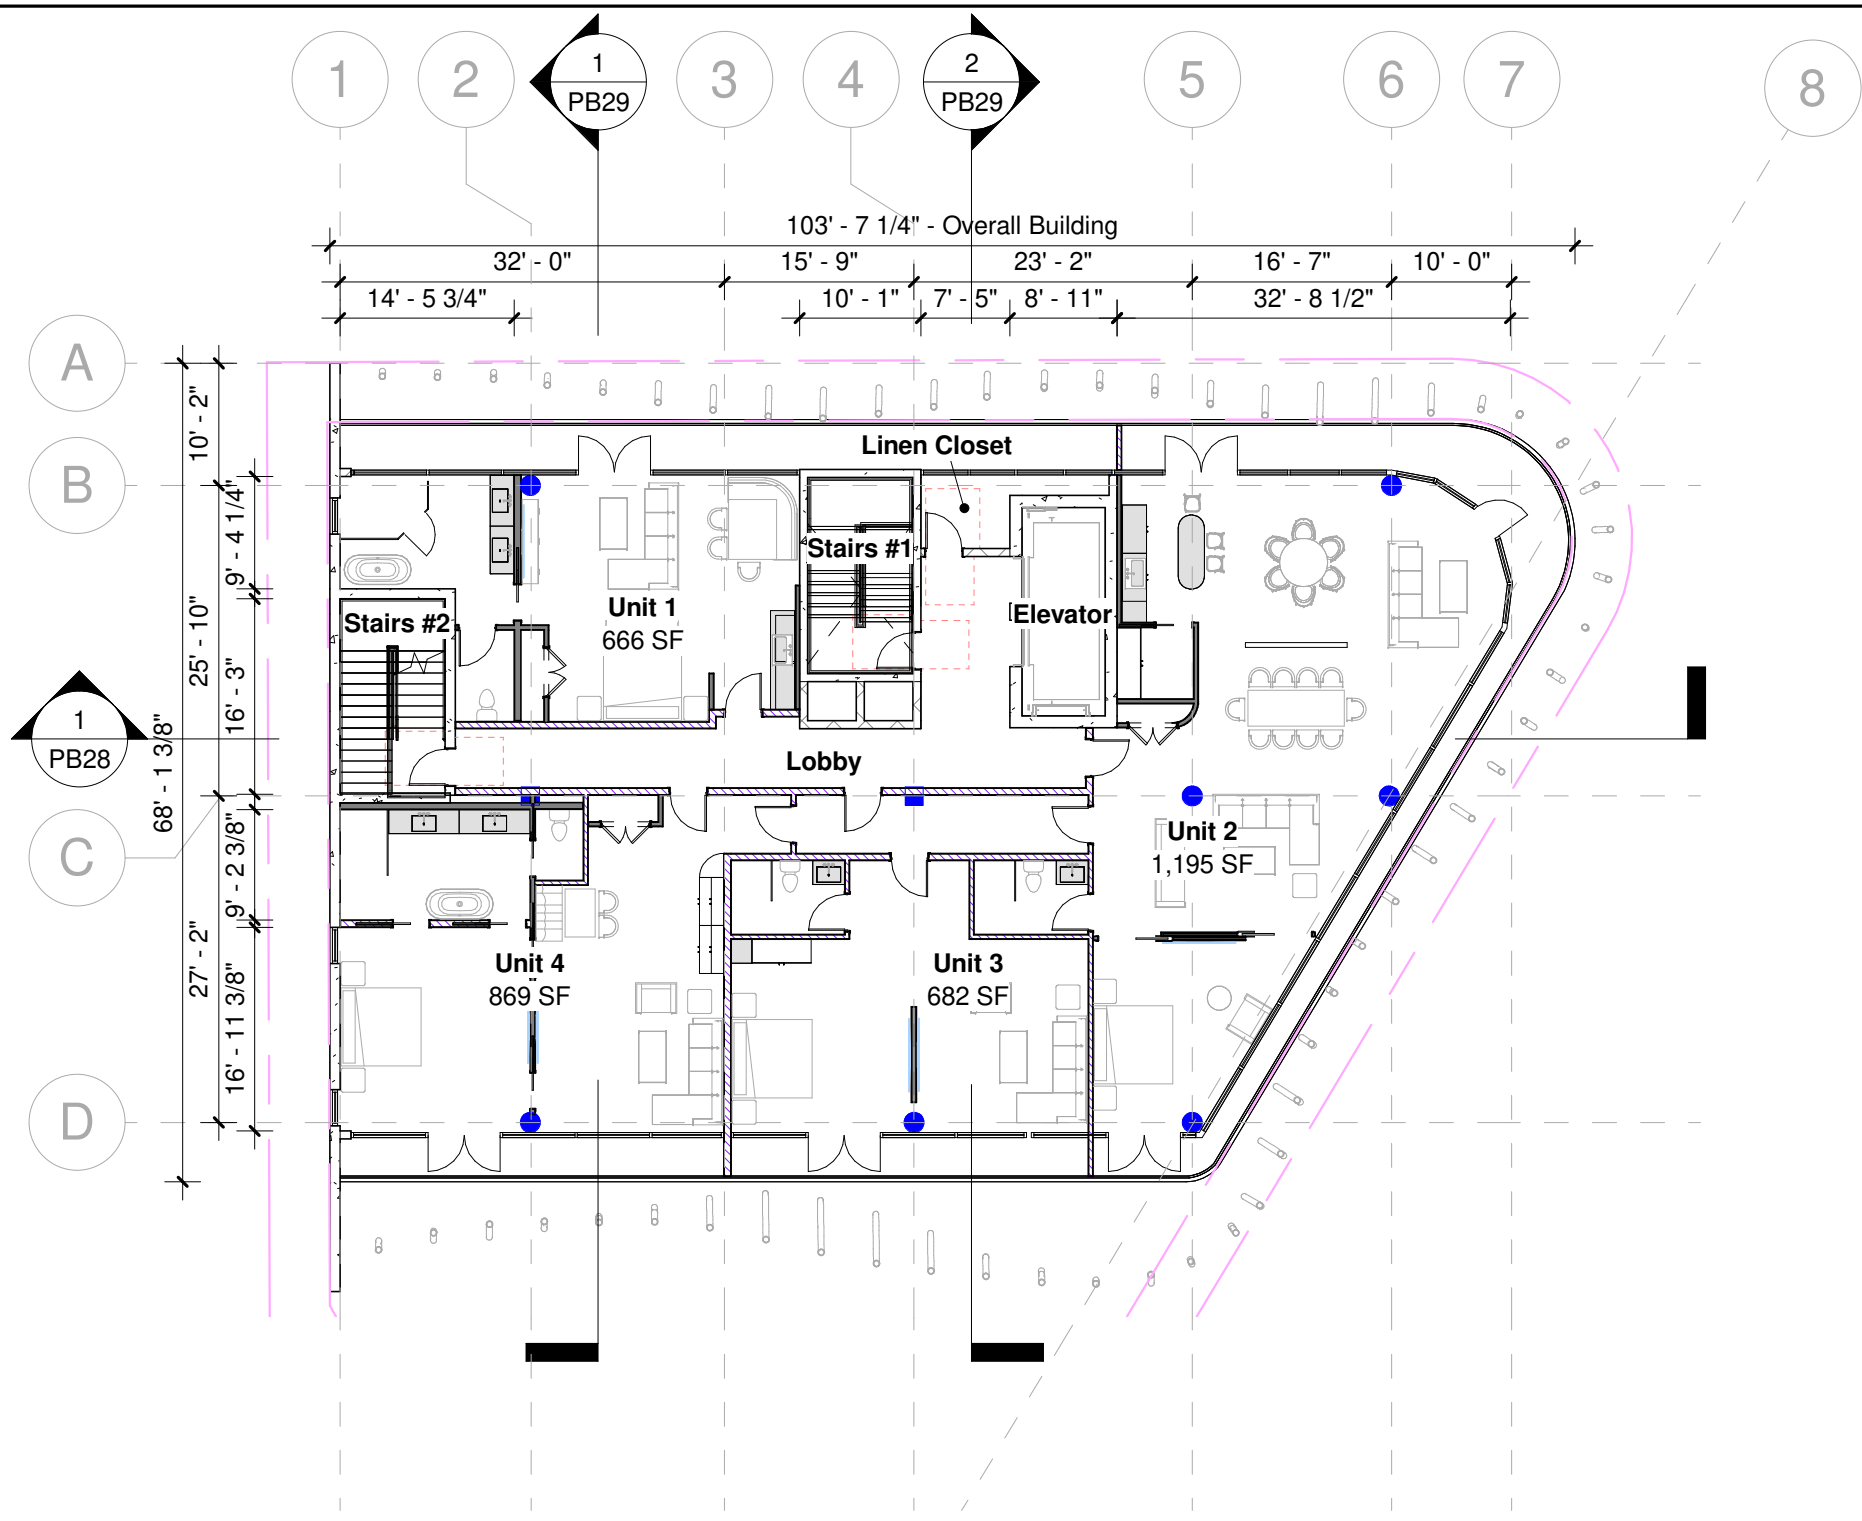 1
2
1
PB29
3
4
2
PB29
5
6
7
8
103' - 7 1/4" - Overall Building
32' - 0"
15' - 9"
23' - 2"
16' - 7"
10' - 0"
14' - 5 3/4"
10' - 1"
7' - 5"
8' - 11"
32' - 8 1/2"
A
B
C
D
10' - 2"
25' - 10"
27' - 2"
68' - 1 3/8"
9' - 4 1/4"
16' - 3"
9' - 2 3/8"
16' - 11 3/8"
1
PB28
Linen Closet
Stairs #1
Unit 1
666 SF
Elevator
Stairs #2
Lobby
Unit 2
1,195 SF
Unit 4
869 SF
Unit 3
682 SF